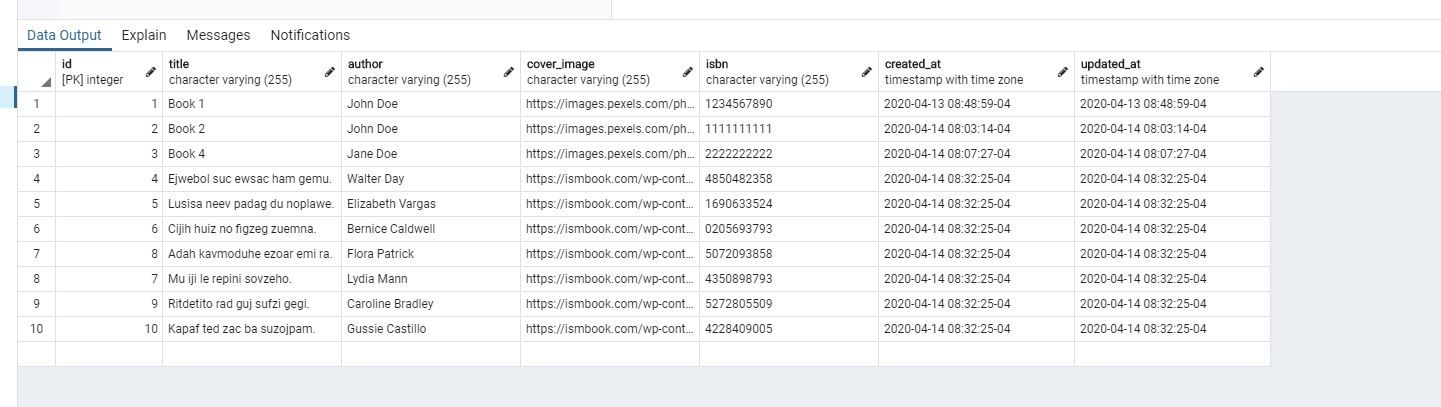 Data Output Explain Messages Notifications
id title author cover_image isbn created_at updated_at
[PK] integer character varying (255) character varying (255) character varying (255) character varying (255) timestamp with time zone timestamp with time zone
1 1 Book 1 John Doe https://images.pexels.com/ph... 1234567890 2020-04-13 08:48:59-04 2020-04-13 08:48:59-04
2 2 Book 2 John Doe https://images.pexels.com/ph... 1111111111 2020-04-14 08:03:14-04 2020-04-14 08:03:14-04
3 3 Book 4 Jane Doe https://images.pexels.com/ph... 2222222222 2020-04-14 08:07:27-04 2020-04-14 08:07:27-04
4 4 Ejwebol suc ewsac ham gemu. Walter Day https://ismbook.com/wp-cont... 4850482358 2020-04-14 08:32:25-04 2020-04-14 08:32:25-04
5 5 Lusisa neev padag du noplawe. Elizabeth Vargas https://ismbook.com/wp-cont... 1690633524 2020-04-14 08:32:25-04 2020-04-14 08:32:25-04
6 6 Cijih huiz no figzeg zuemna. Bernice Caldwell https://ismbook.com/wp-cont... 0205693793 2020-04-14 08:32:25-04 2020-04-14 08:32:25-04
7 8 Adah kavmoduhe ezoar emi ra. Flora Patrick https://ismbook.com/wp-cont... 5072093858 2020-04-14 08:32:25-04 2020-04-14 08:32:25-04
8 7 Mu iji le repini sovzeho. Lydia Mann https://ismbook.com/wp-cont... 4350898793 2020-04-14 08:32:25-04 2020-04-14 08:32:25-04
9 9 Ritdetito rad guj sufzi gegi. Caroline Bradley https://ismbook.com/wp-cont... 5272805509 2020-04-14 08:32:25-04 2020-04-14 08:32:25-04
10 10 Kapaf ted zac ba suzojpam. Gussie Castillo https://ismbook.com/wp-cont... 4228409005 2020-04-14 08:32:25-04 2020-04-14 08:32:25-04